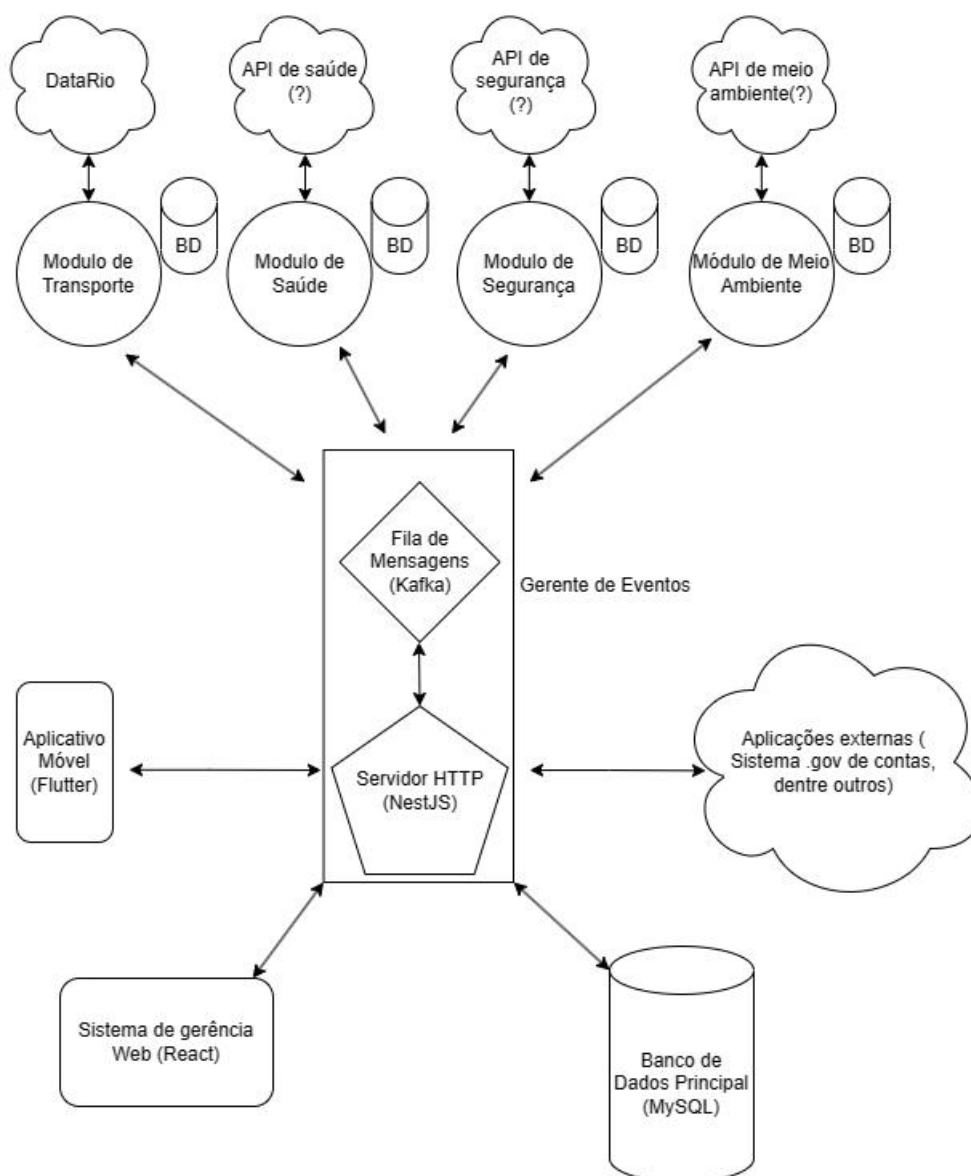 DataRio
API de saúde
(?)
API de
segurança
(?)
API de meio
ambiente(?)
BD
BD
BD
BD
Modulo de
Transporte
Modulo de
Saúde
Modulo de
Segurança
Módulo de Meio
Ambiente
Fila de
Mensagens
(Kafka)
Gerente de Eventos
Aplicativo
Móvel
(Flutter)
Servidor HTTP
(NestJS)
Aplicações externas (
Sistema .gov de contas,
dentre outros)
Sistema de gerência
Web (React)
Banco de
Dados Principal
(MySQL)